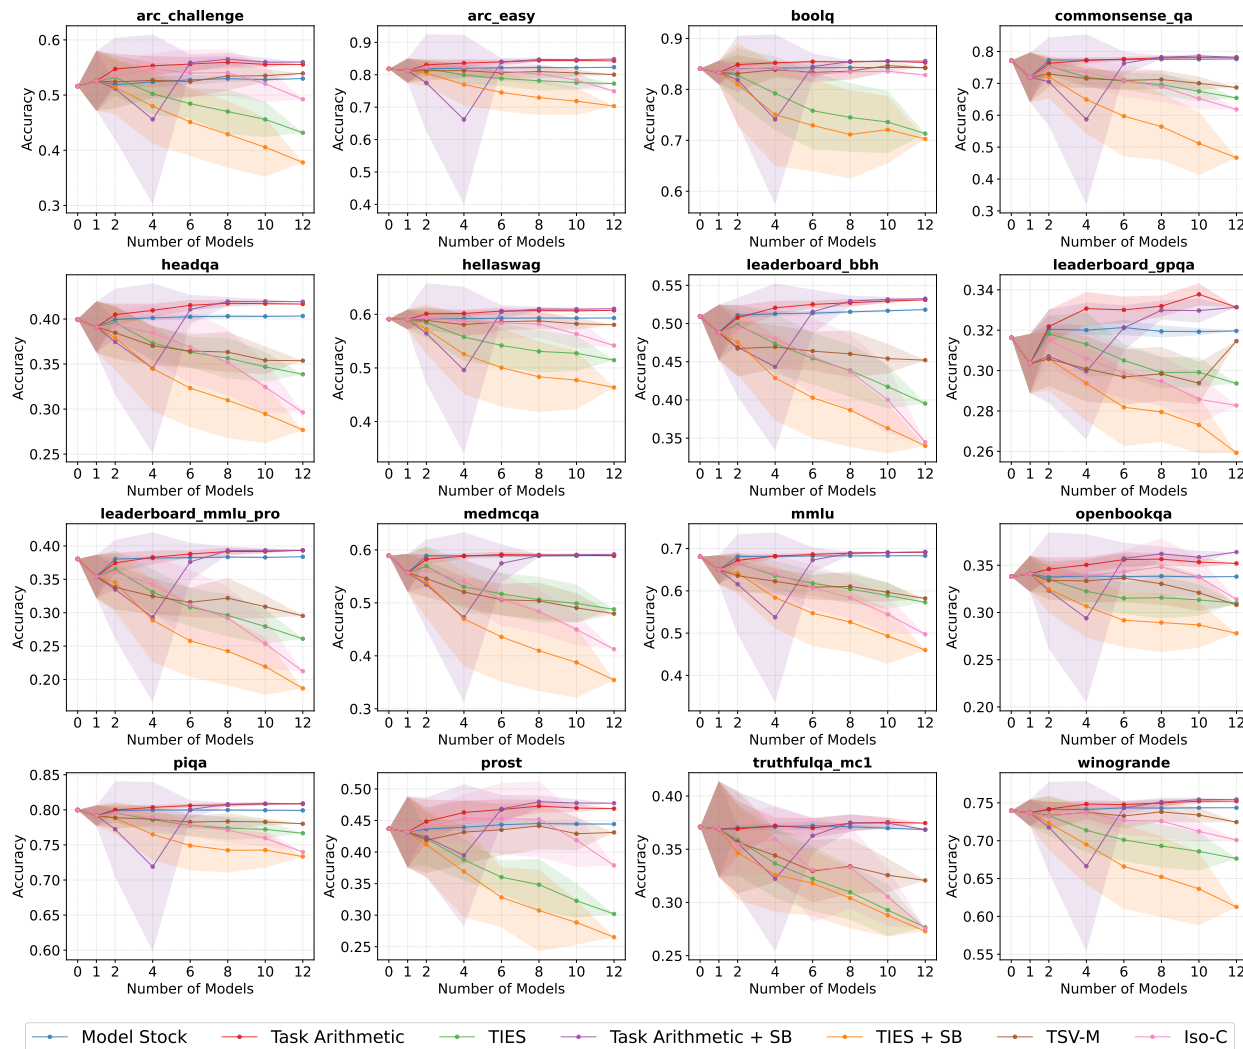 arc_challenge
0.6
0.5
0.4
0.3
Accuracy
0 1 2 4 6 8 10 12
Number of Models
arc_easy
0.9
0.8
0.7
0.6
0.5
0.4
Accuracy
0 1 2 4 6 8 10 12
Number of Models
boolq
0.9
0.8
0.7
0.6
Accuracy
0 1 2 4 6 8 10 12
Number of Models
commonsense_qa
0.8
0.7
0.6
0.5
0.4
0.3
Accuracy
0 1 2 4 6 8 10 12
Number of Models
headqa
0.40
0.35
0.30
0.25
Accuracy
0 1 2 4 6 8 10 12
Number of Models
hellaswag
0.6
0.5
0.4
Accuracy
0 1 2 4 6 8 10 12
Number of Models
leaderboard_bbh
0.55
0.50
0.45
0.40
0.35
Accuracy
0 1 2 4 6 8 10 12
Number of Models
leaderboard_gpqa
0.34
0.32
0.30
0.28
0.26
Accuracy
0 1 2 4 6 8 10 12
Number of Models
leaderboard_mmlu_pro
0.40
0.35
0.30
0.25
0.20
Accuracy
0 1 2 4 6 8 10 12
Number of Models
medmcqa
0.6
0.5
0.4
0.3
Accuracy
0 1 2 4 6 8 10 12
Number of Models
mmlu
0.7
0.6
0.5
0.4
Accuracy
0 1 2 4 6 8 10 12
Number of Models
openbookqa
0.35
0.30
0.25
0.20
Accuracy
0 1 2 4 6 8 10 12
Number of Models
piqa
0.85
0.80
0.75
0.70
0.65
0.60
Accuracy
0 1 2 4 6 8 10 12
Number of Models
prost
0.50
0.45
0.40
0.35
0.30
0.25
Accuracy
0 1 2 4 6 8 10 12
Number of Models
truthfulqa_mc1
0.40
0.35
0.30
0.25
Accuracy
0 1 2 4 6 8 10 12
Number of Models
winogrande
0.75
0.70
0.65
0.60
0.55
Accuracy
0 1 2 4 6 8 10 12
Number of Models
Model Stock Task Arithmetic TIES Task Arithmetic + SB TIES + SB TSV-M Iso-C